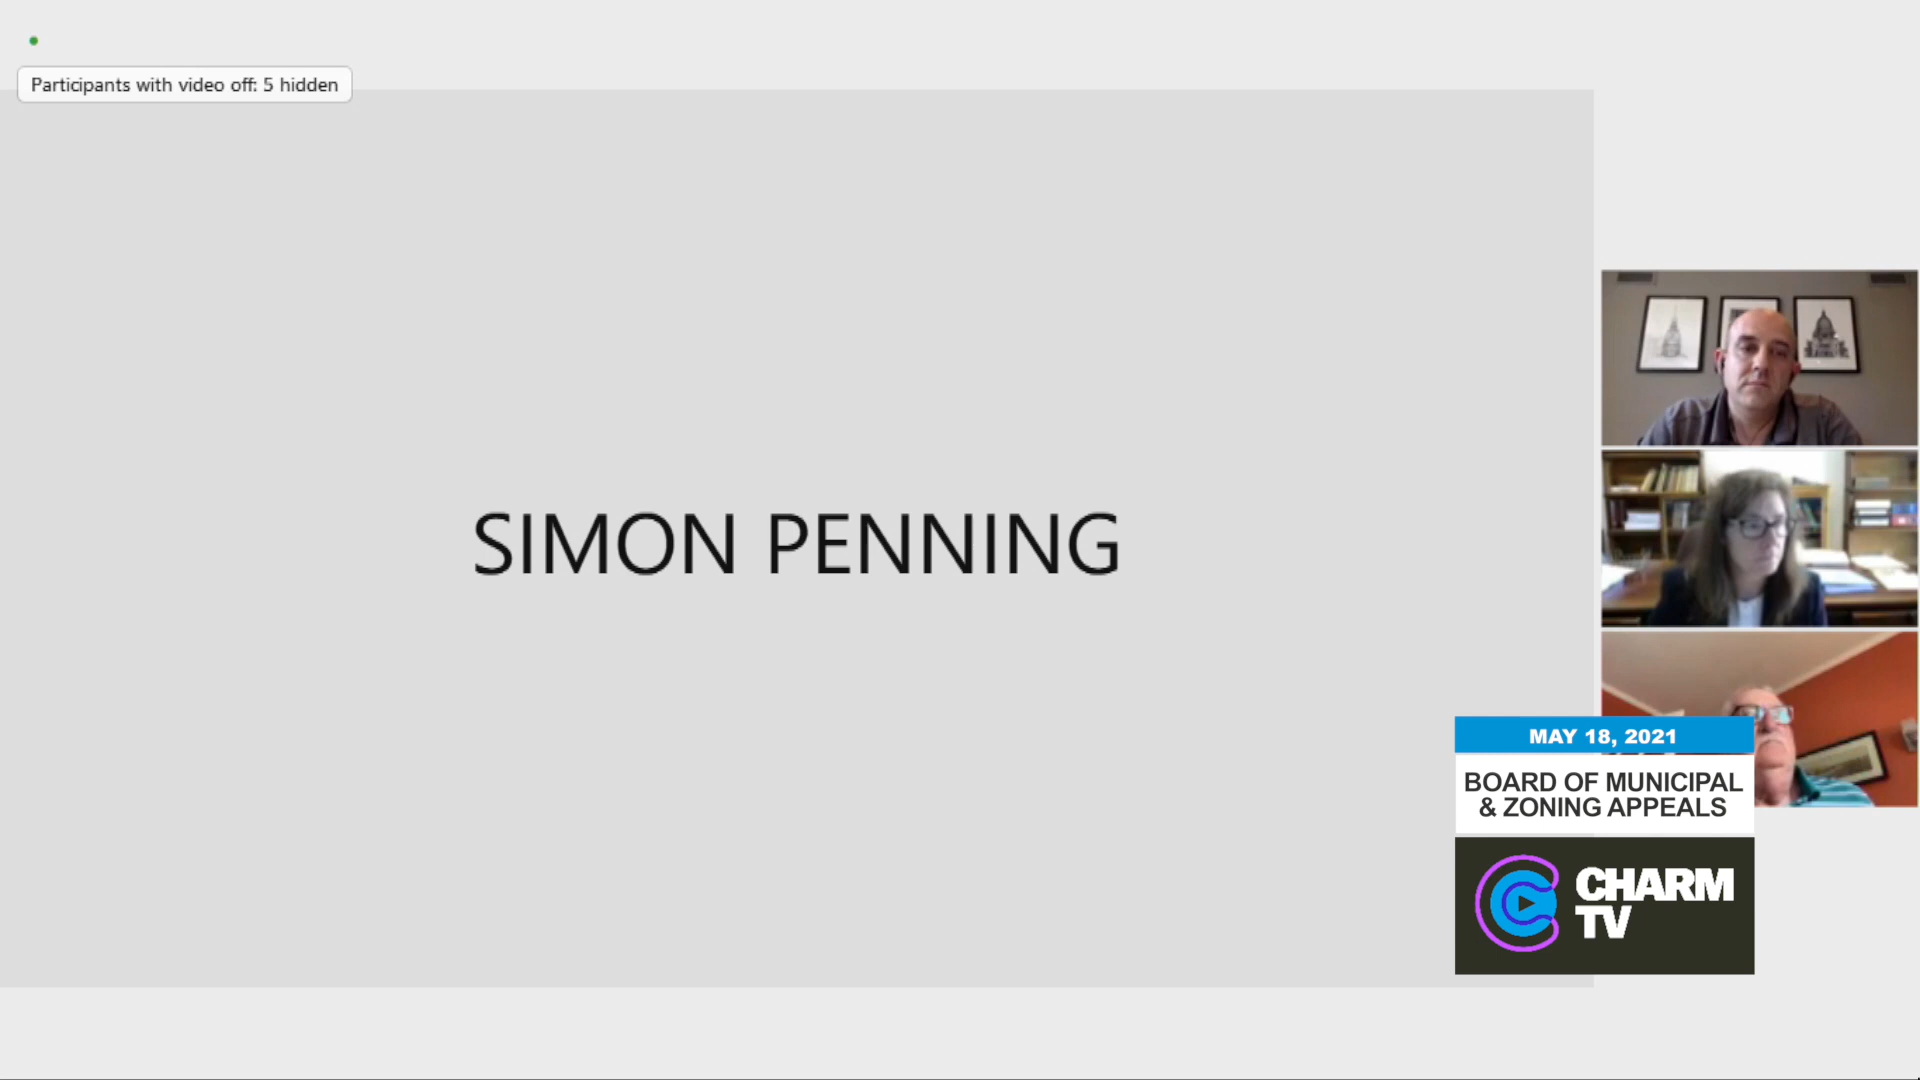 Participants with video off: 5 hidden
SIMON PENNING
MAY 18, 2021
BOARD OF MUNICIPAL
& ZONING APPEALS
CHARM
TV